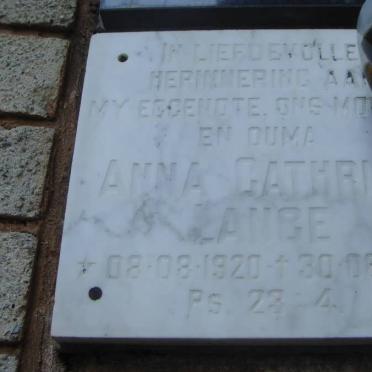 IN LIEFDEVOLLE
HERINNERING AAN
MY EGGENOTE, ONS MO
EN OUMA
ANNA CATHRI
LANGE
* 08·08·1920 † 30·0
Ps. 23 : 4.